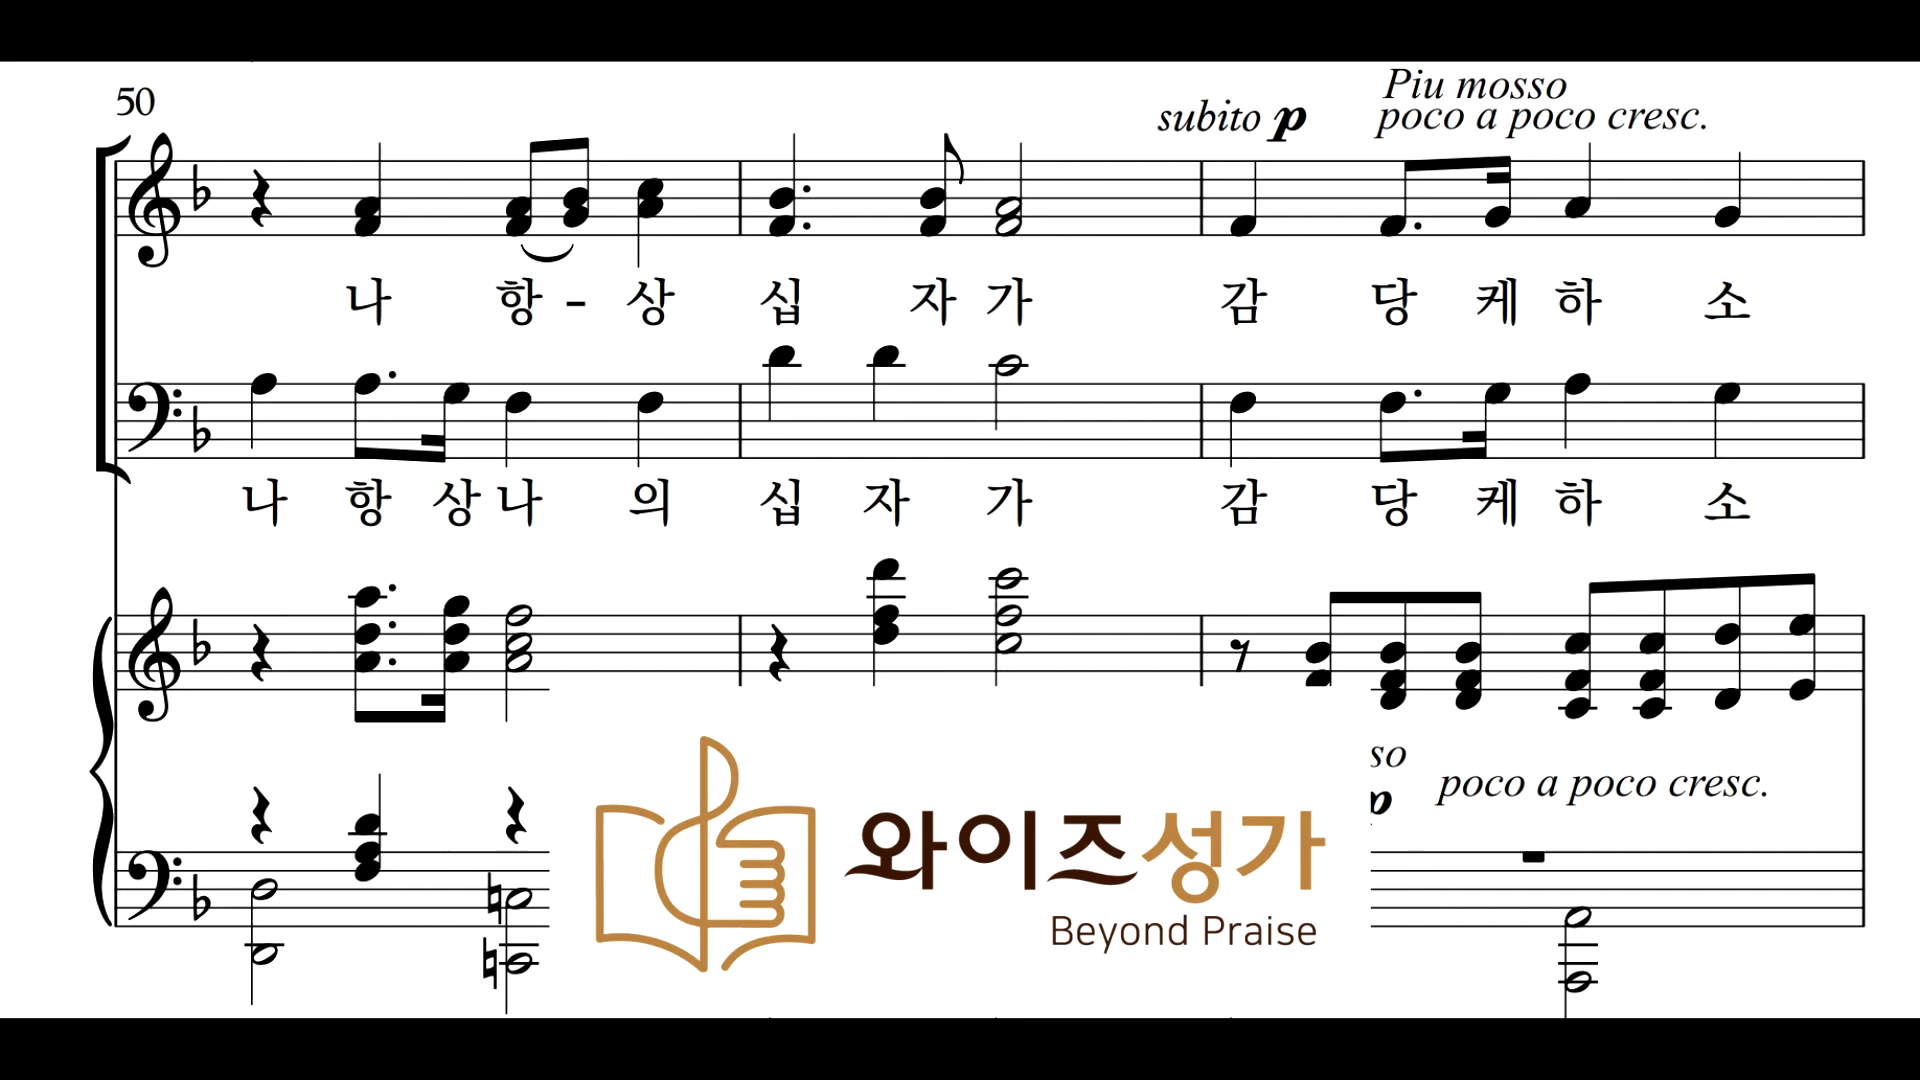 50
Piu mosso
subito p
poco a poco cresc.
나 항 - 상 십 자 가 감 당 케 하 소
나 항 상 나 의 십 자 가 감 당 케 하 소
so
p
poco a poco cresc.
와이즈성가
Beyond Praise